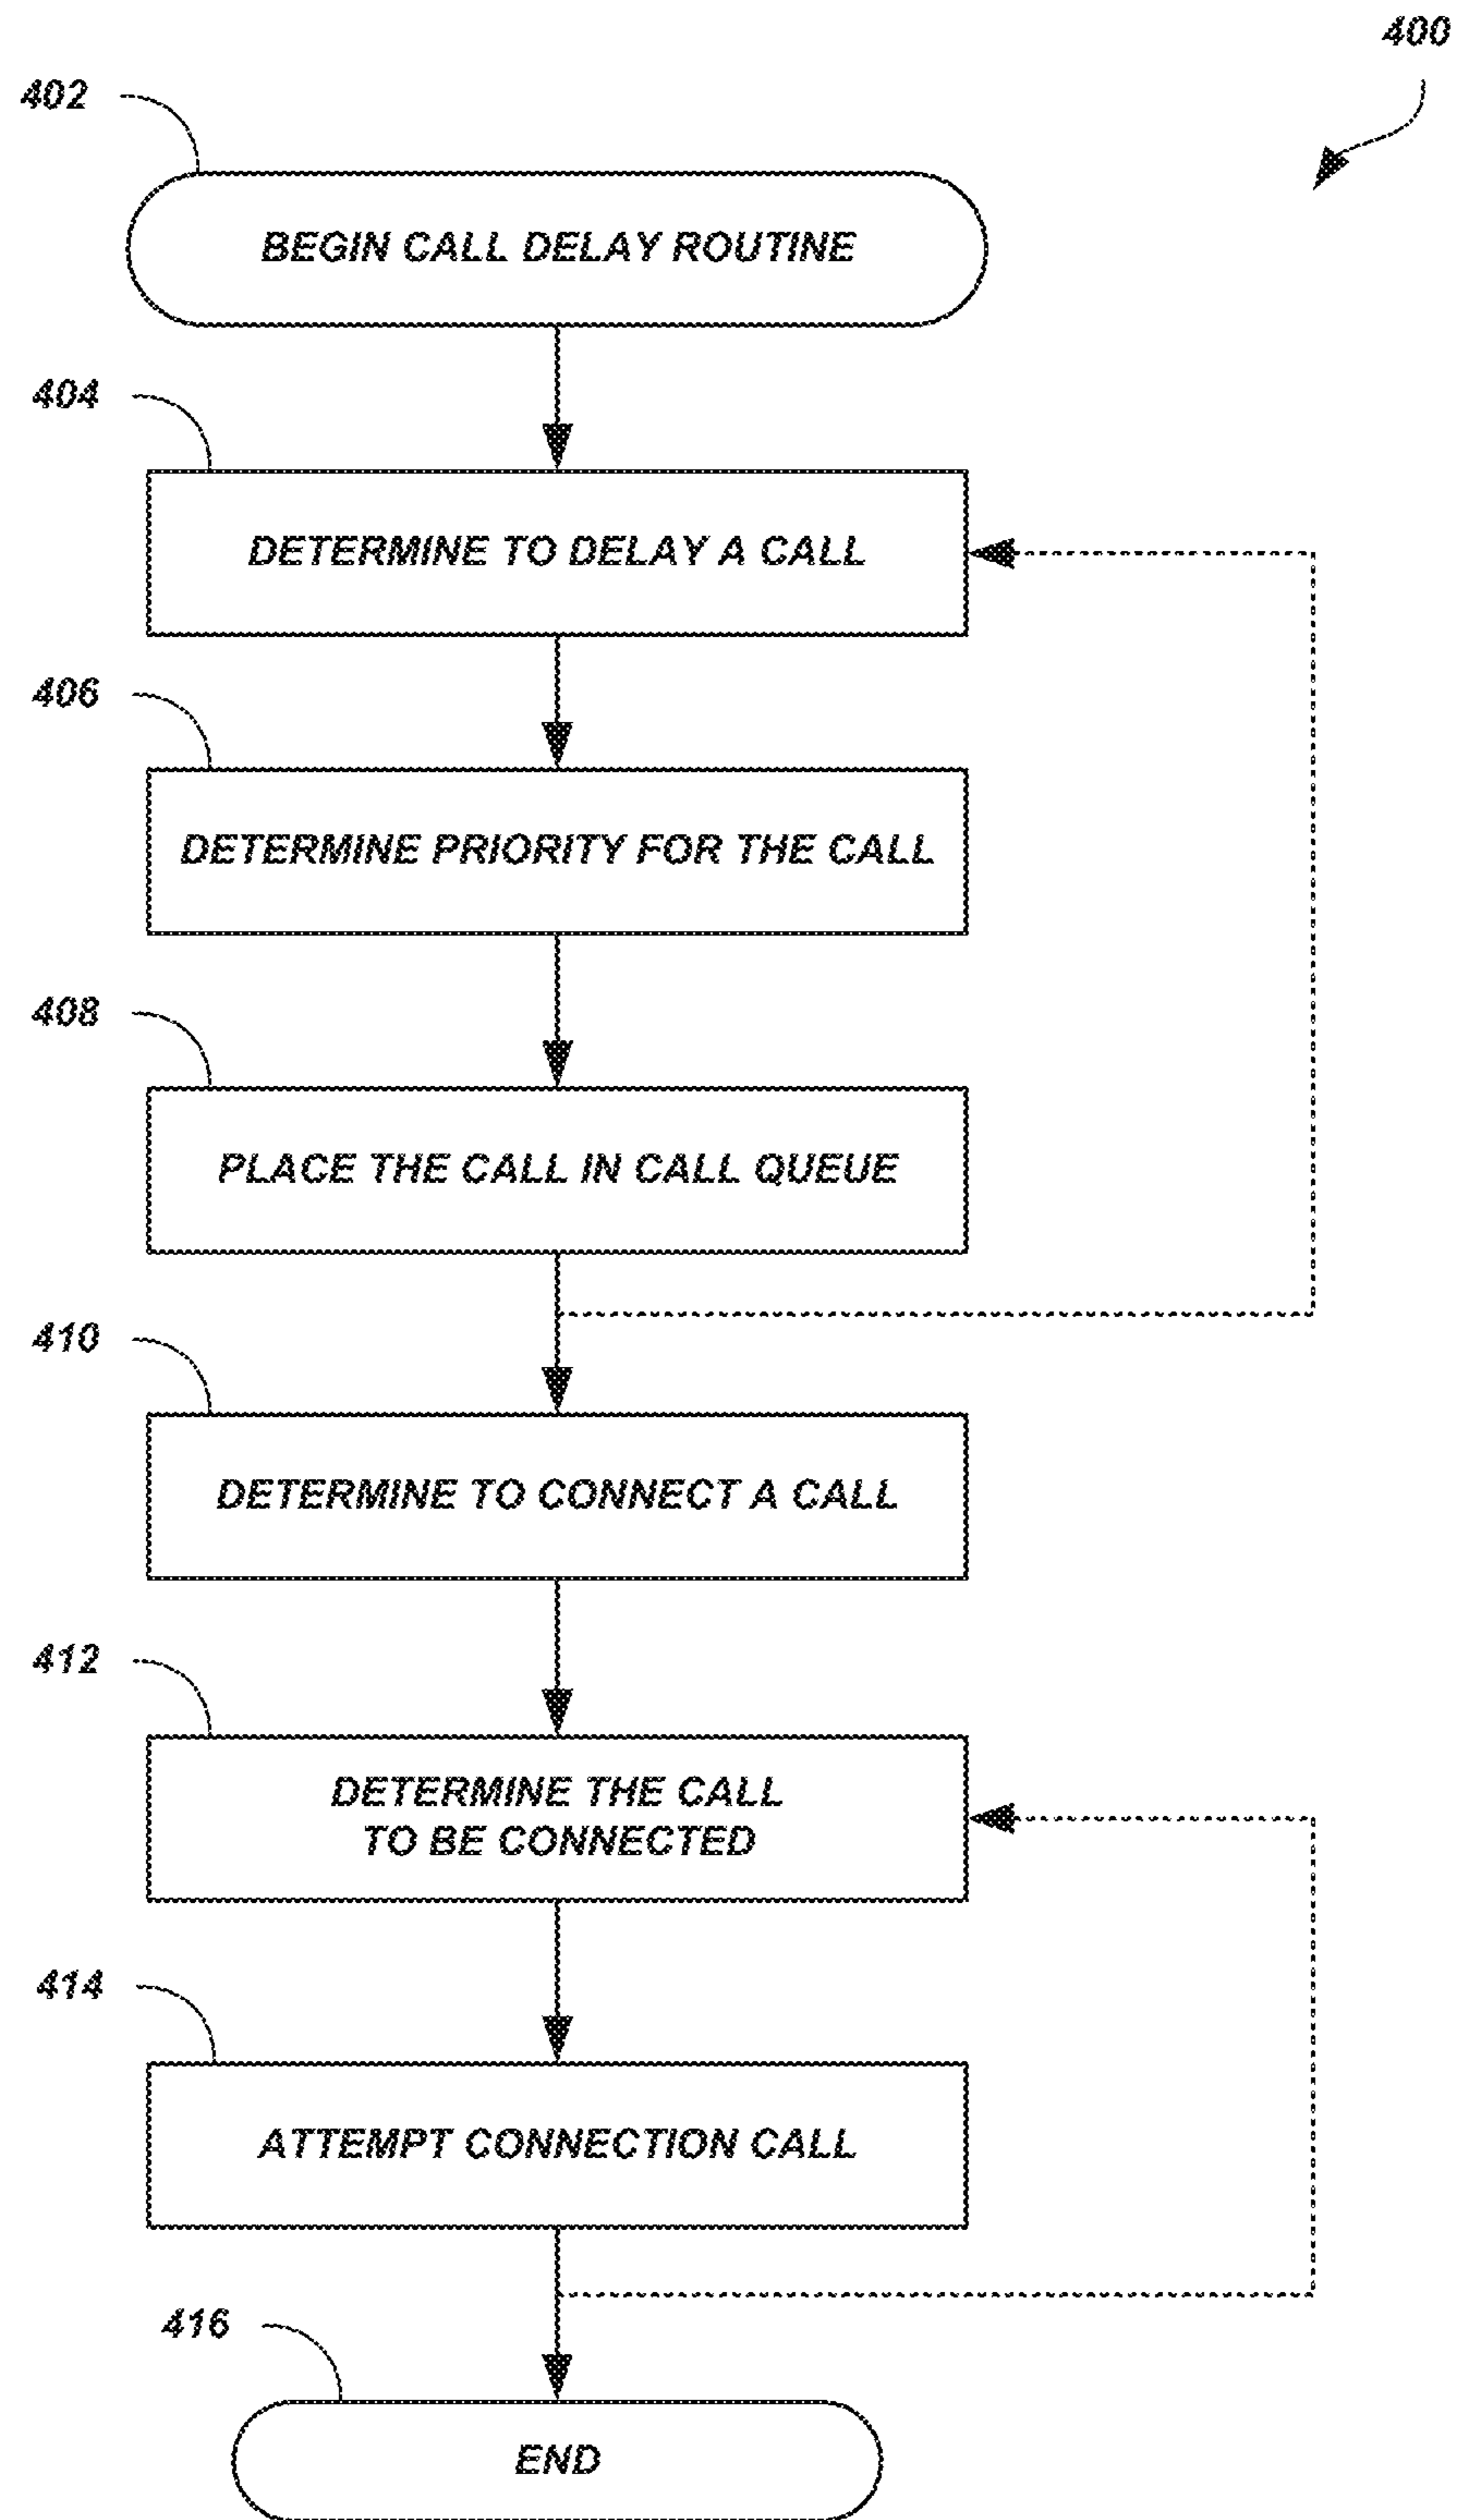 400
402
BEGIN CALL DELAY ROUTINE
404
DETERMINE TO DELAY A CALL
406
DETERMINE PRIORITY FOR THE CALL
408
PLACE THE CALL IN CALL QUEUE
410
DETERMINE TO CONNECT A CALL
412
DETERMINE THE CALL
TO BE CONNECTED
414
ATTEMPT CONNECTION CALL
416
END